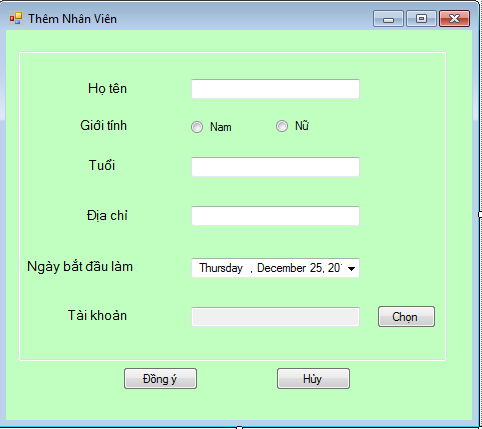 Thêm Nhân Viên
Họ tên
Giới tính Nam Nữ
Tuổi
Địa chỉ
Ngày bắt đầu làm Thursday , December 25, 201
Tài khoản Chọn
Đồng ý Hủy